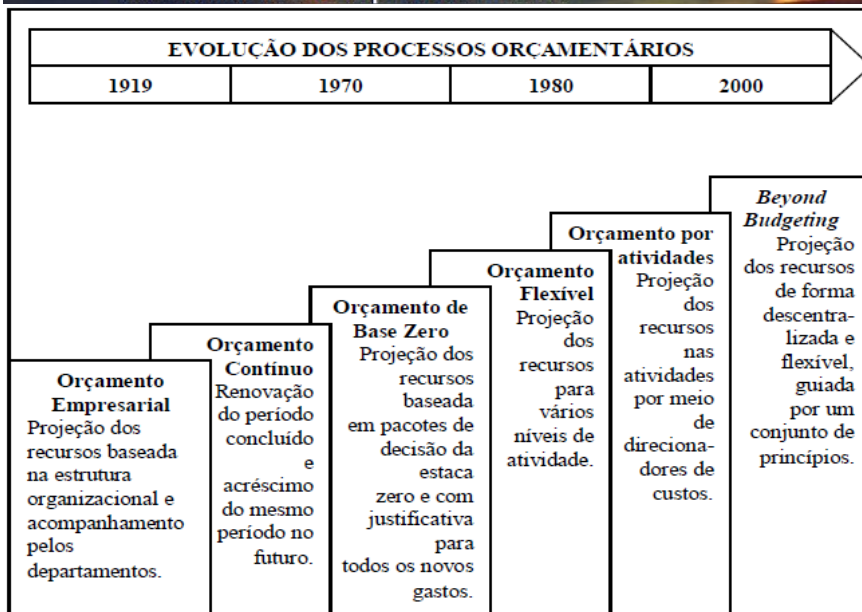 EVOLUÇÃO DOS PROCESSOS ORÇAMENTÁRIOS
1919 1970 1980 2000
Orçamento
Empresarial
Projeção dos
recursos baseada
na estrutura
organizacional e
acompanhamento
pelos
departamentos.
Orçamento
Contínuo
Renovação
do período
concluído
e
acréscimo
do mesmo
período no
futuro.
Orçamento de
Base Zero
Projeção dos
recursos
baseada
em pacotes de
decisão da
estaca
zero e com
justificativa
para
todos os novos
gastos.
Orçamento
Flexível
Projeção
dos
recursos
para
vários
níveis de
atividade.
Orçamento por
atividades
Projeção
dos
recursos
nas
atividades
por meio
de
direciona-
dores de
custos.
Beyond
Budgeting
Projeção
dos recursos
de forma
descentra-
lizada e
flexível,
guiada
por um
conjunto de
princípios.